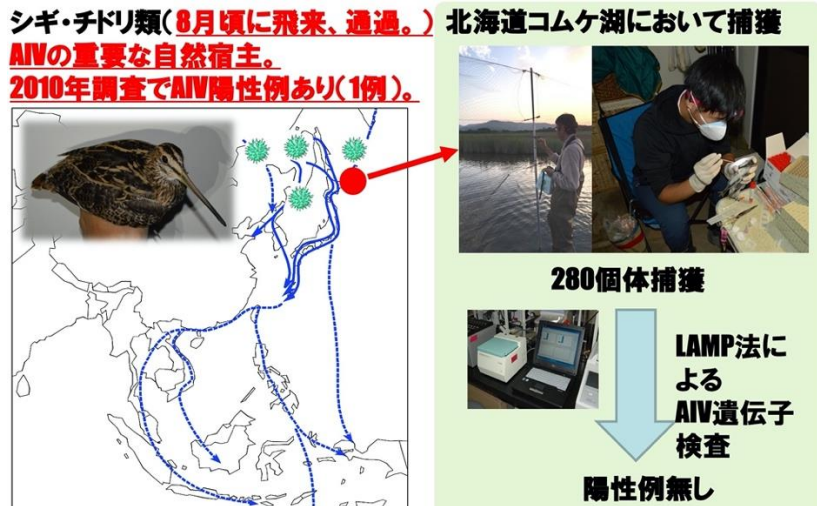 シギ・チドリ類(8月頃に飛来、通過。)
AIVの重要な自然宿主。
2010年調査でAIV陽性例あり(1例)。
北海道コムケ湖において捕獲
280個体捕獲
LAMP法に
よる
AIV遺伝子
検査
陽性例無し